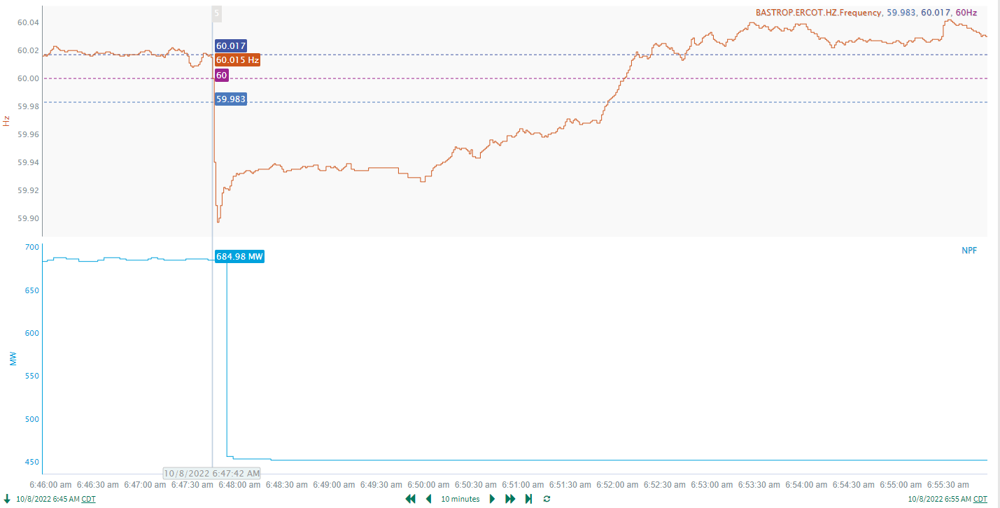 5
BASTROP.ERCOT.HZ.Frequency, 59.983, 60.017, 60Hz
60.04
60.02
60.00
59.98
59.96
59.94
59.92
59.90
Hz
60.017
60.015 Hz
60
59.983
700
650
600
550
500
450
MW
684.98 MW
NPF
10/8/2022 6:47:42 AM
6:46:00 am 6:46:30 am 6:47:00 am 6:47:30 am 6:48:00 am 6:48:30 am 6:49:00 am 6:49:30 am 6:50:00 am 6:50:30 am 6:51:00 am 6:51:30 am 6:52:00 am 6:52:30 am 6:53:00 am 6:53:30 am 6:54:00 am 6:54:30 am 6:55:00 am 6:55:30 am
10/8/2022 6:45 AM CDT 10 minutes 10/8/2022 6:55 AM CDT